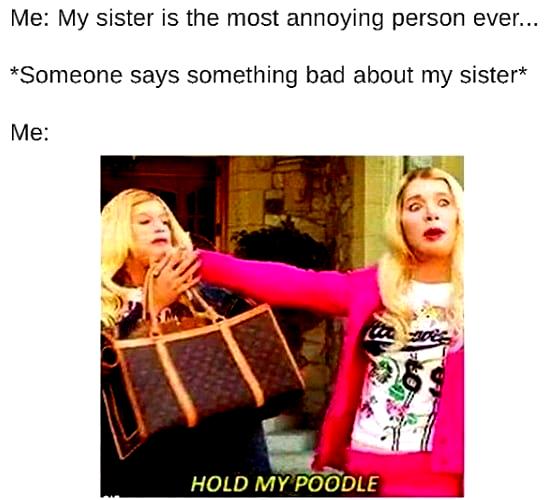 Me: My sister is the most annoying person ever...
*Someone says something bad about my sister*
Me:
HOLD MY POODLE